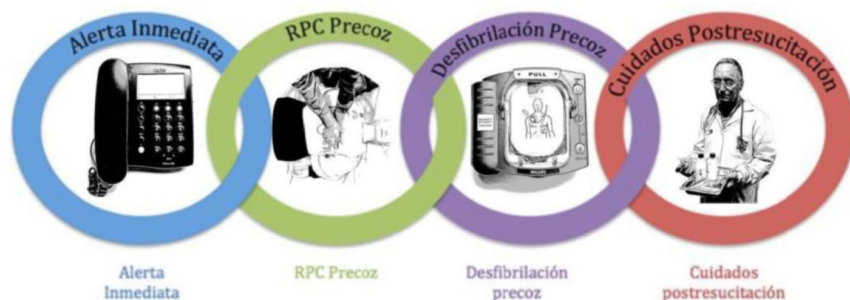 Alerta Inmediata
RPC Precoz
Desfibrilación Precoz
Cuidados Postresucitación
PULL
Alerta
Inmediata
RPC Precoz
Desfibrilación
precoz
Cuidados
postresucitación